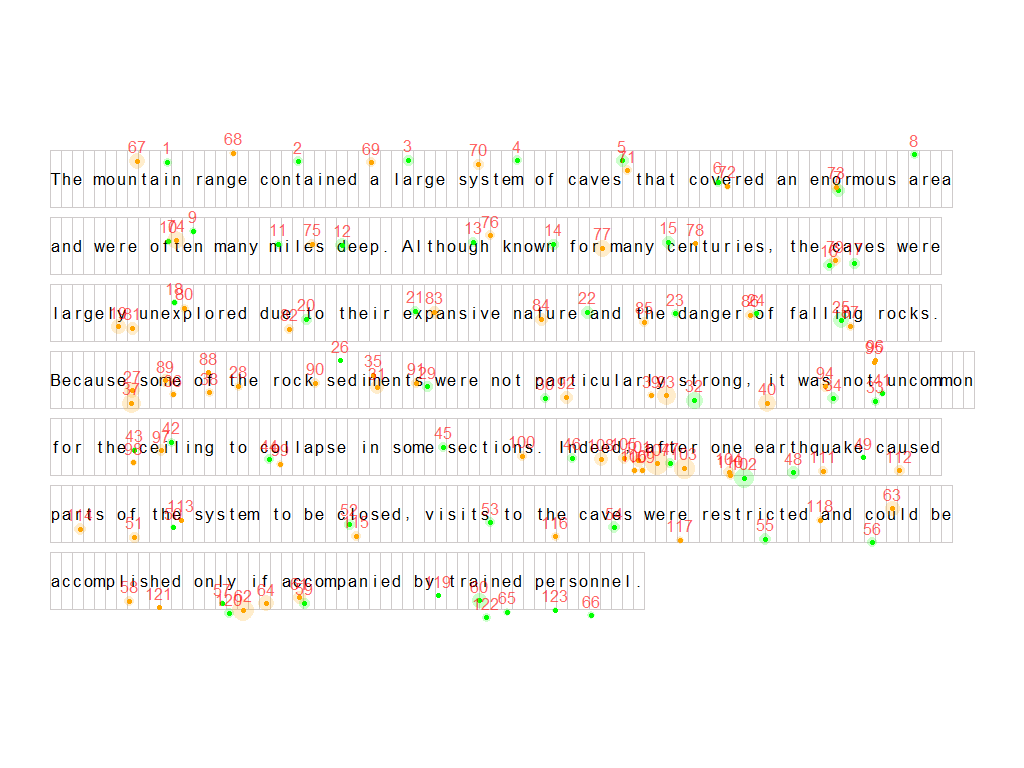 The mountain range contained a large system of caves that covered an enormous area
and were often many miles deep. Although known for many centuries, the caves were
largely unexplored due to their expansive nature and the danger of falling rocks.
Because some of the rock sediments were not particularly strong, it was not uncommon
for the ceiling to collapse in some sections. Indeed, after one earthquake caused
parts of the system to be closed, visits to the caves were restricted and could be
accomplished only if accompanied by trained personnel.